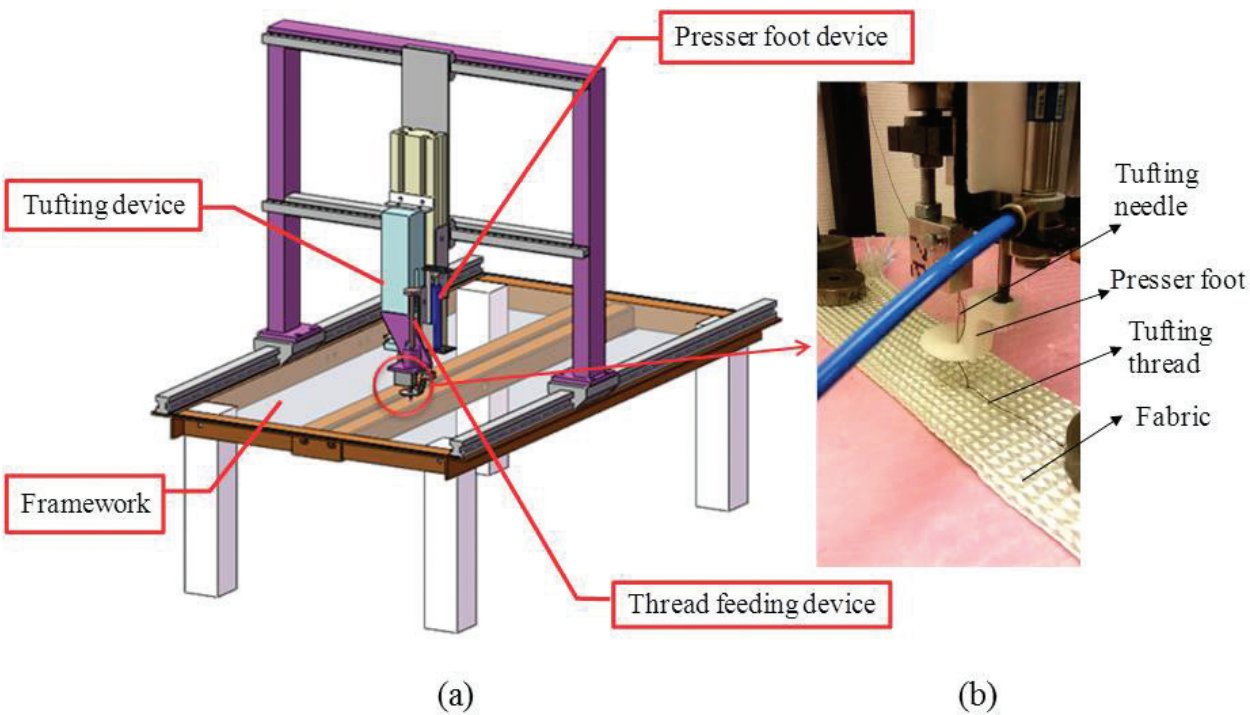 Presser foot device
Tufting device
Tufting
needle
Presser foot
Tufting
thread
Fabric
Framework
Thread feeding device
(a)
(b)